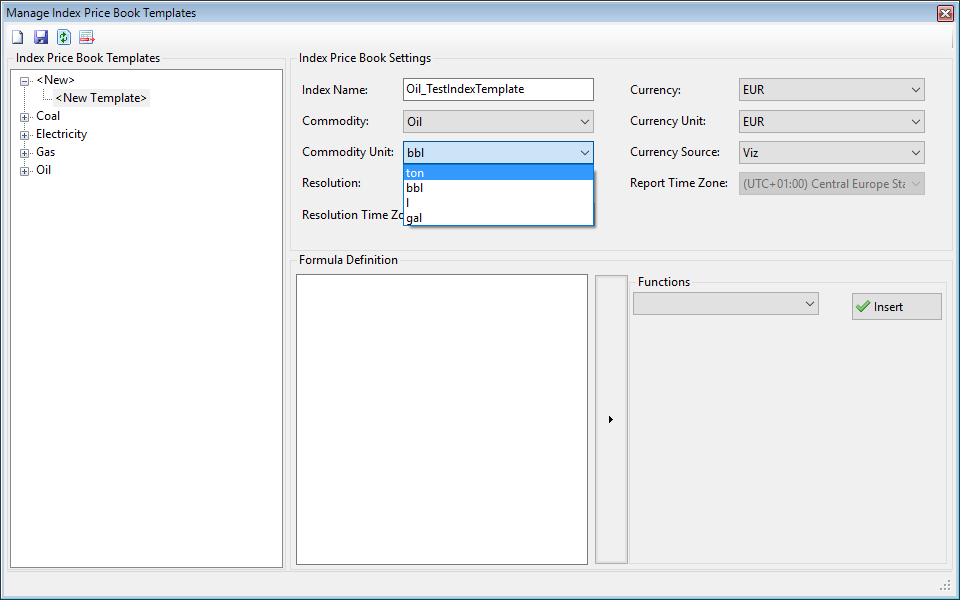 Manage Index Price Book Templates
Index Price Book Templates
<New>
<New Template>
Coal
Electricity
Gas
Oil
Index Price Book Settings
Index Name: Oil_TestIndexTemplate
Commodity: Oil
Commodity Unit: bbl
ton
bbl
l
gal
Resolution:
Resolution Time Zo
Currency: EUR
Currency Unit: EUR
Currency Source: Viz
Report Time Zone: (UTC+01:00) Central Europe Sta
Formula Definition
Functions
Insert